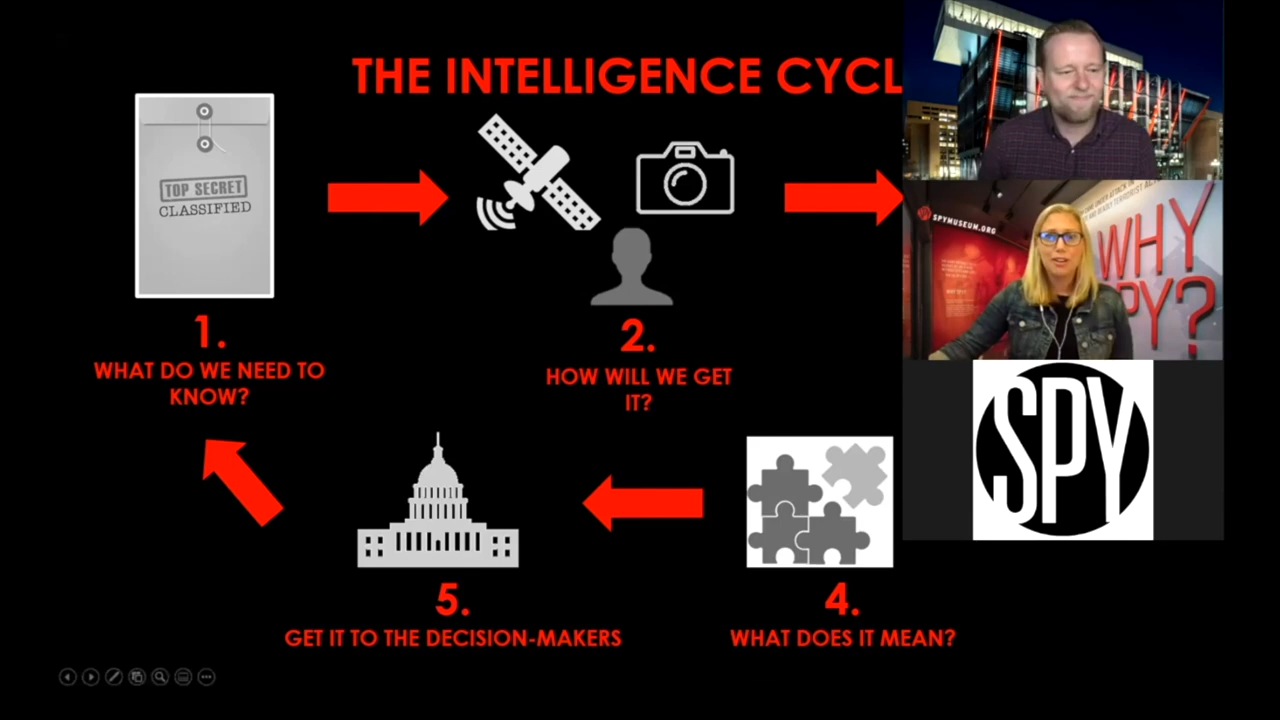 THE INTELLIGENCE CYCL
TOP SECRET
CLASSIFIED
1.
WHAT DO WE NEED TO
KNOW?
2.
HOW WILL WE GET
IT?
5.
GET IT TO THE DECISION-MAKERS
4.
WHAT DOES IT MEAN?
SPYMUSEUM.ORG
WHY
PY?
SPY